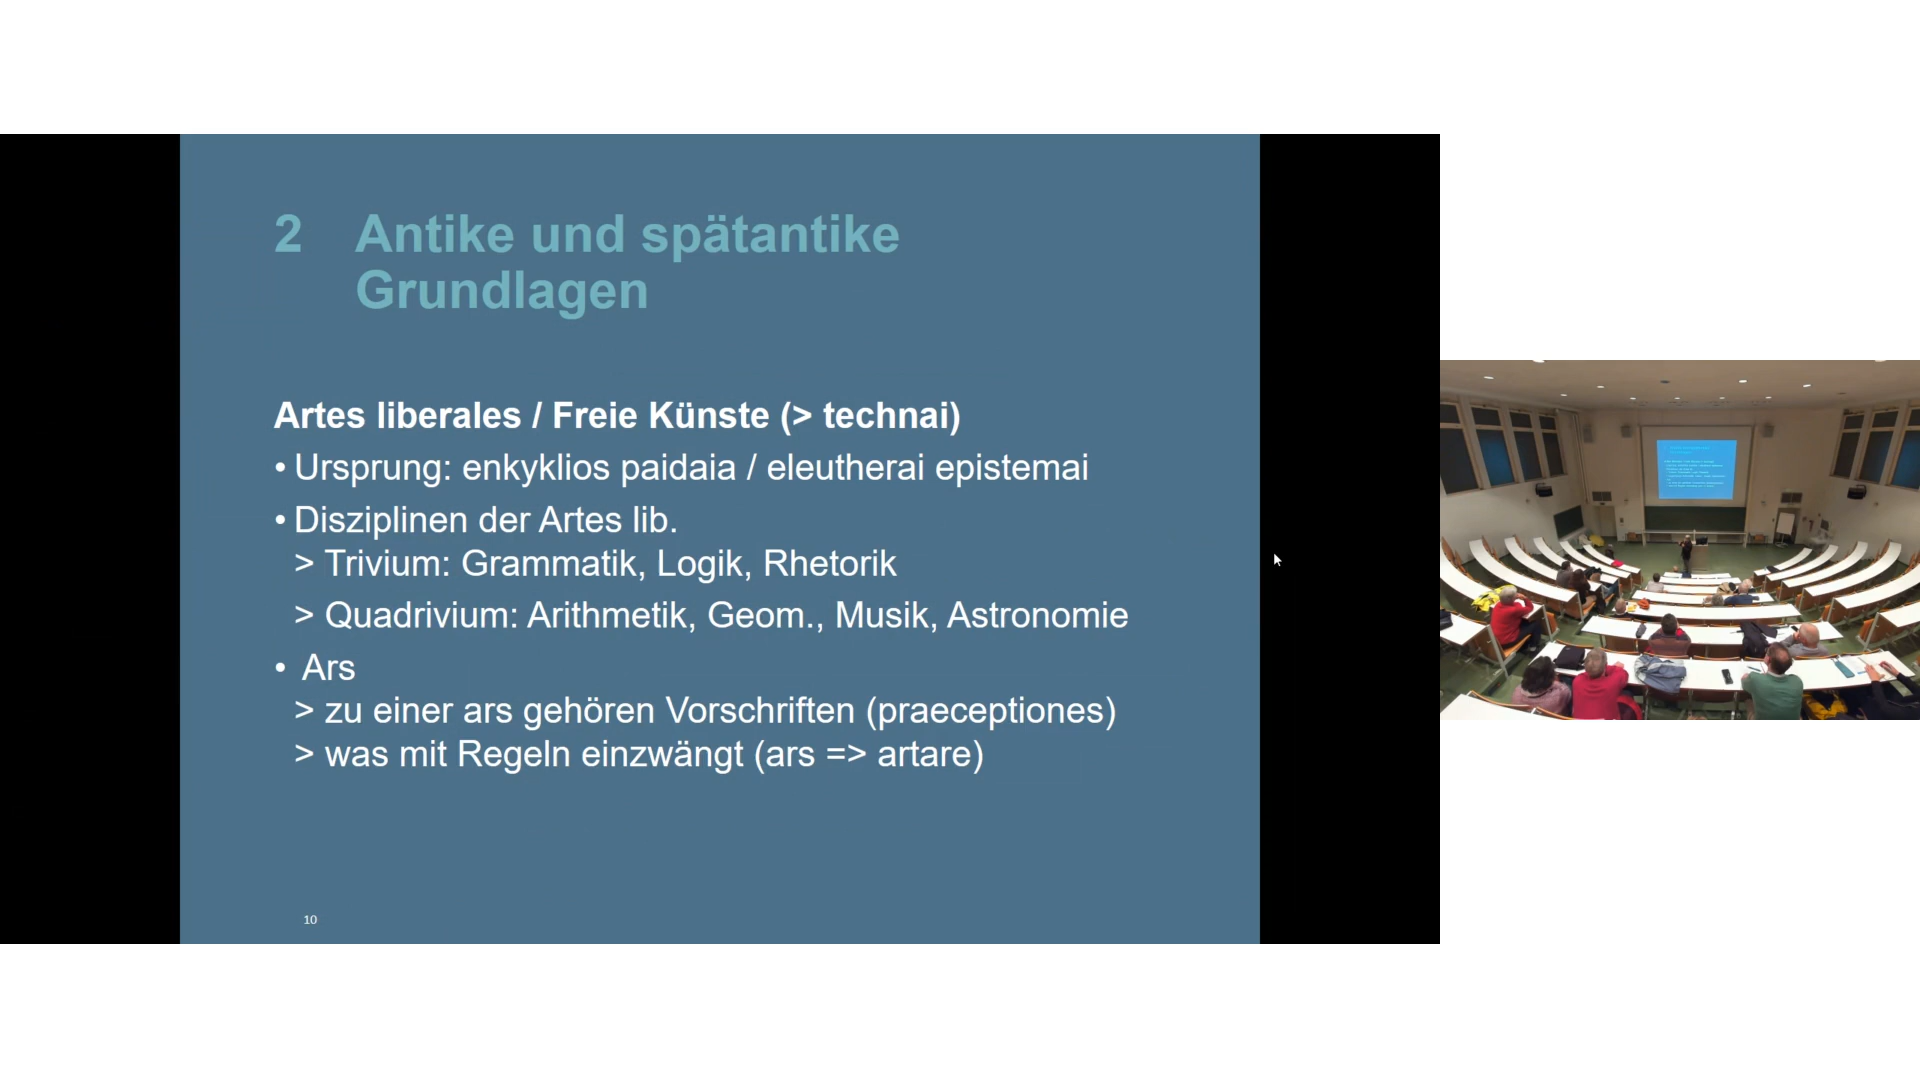 2 Antike und spätantike
Grundlagen
Artes liberales / Freie Künste (> technai)
• Ursprung: enkyklios paidaia / eleutherai epistemai
• Disziplinen der Artes lib.
> Trivium: Grammatik, Logik, Rhetorik
> Quadrivium: Arithmetik, Geom., Musik, Astronomie
• Ars
> zu einer ars gehören Vorschriften (praeceptiones)
> was mit Regeln einzwängt (ars => artare)
10